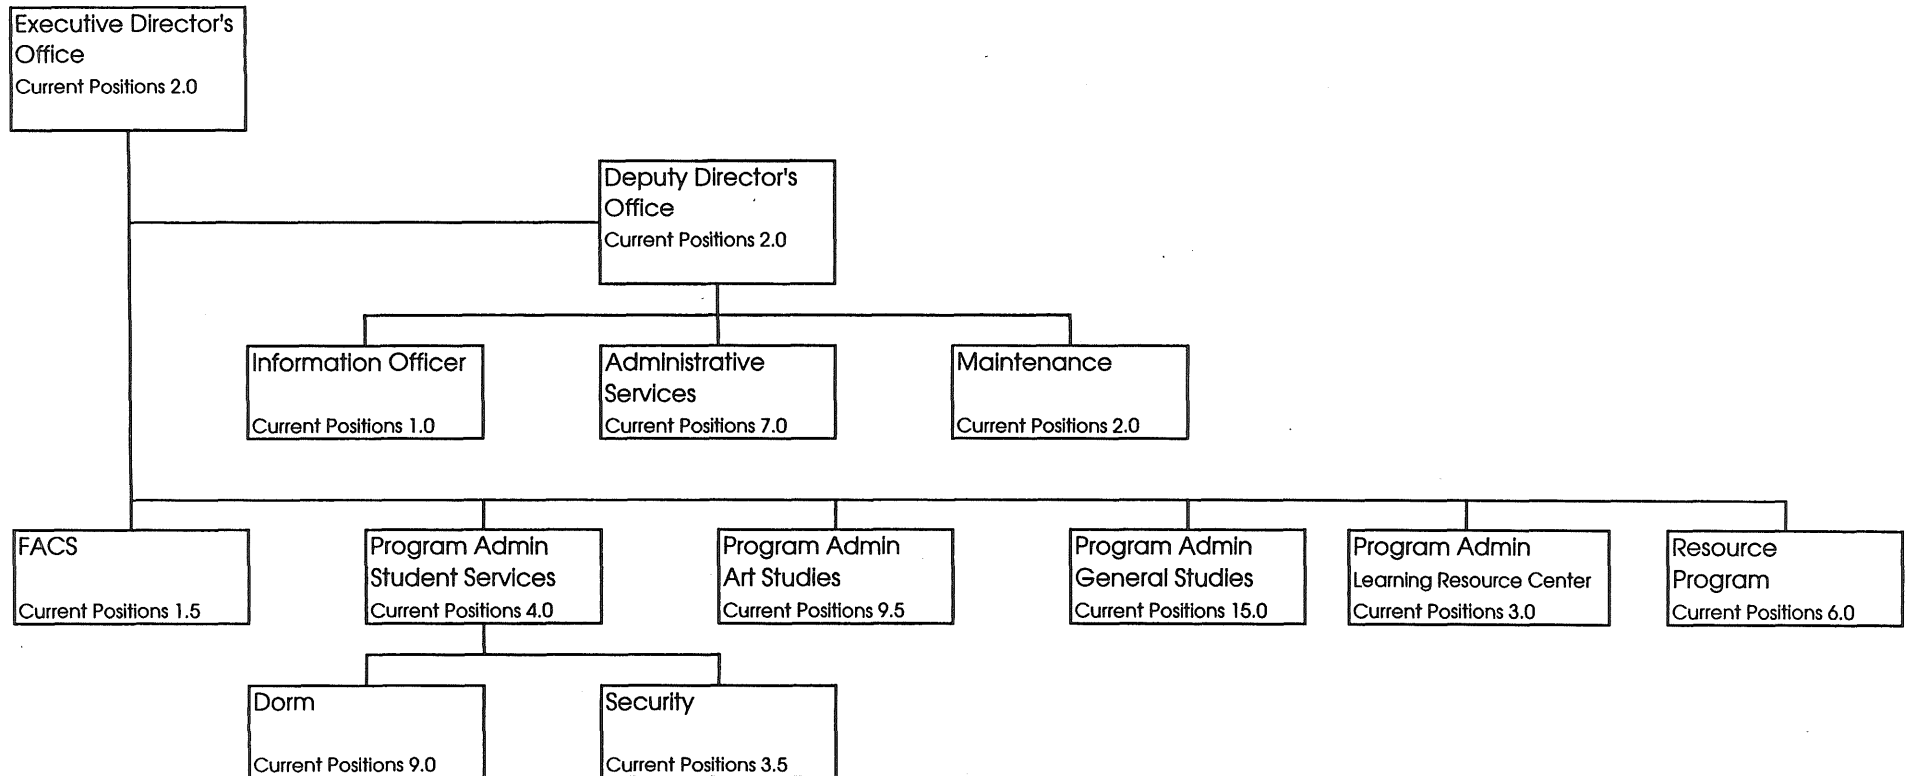 Executive Director's
Office
Current Positions 2.0
Deputy Director's
Office
Current Positions 2.0
Information Officer
Current Positions 1.0
Administrative
Services
Current Positions 7.0
Maintenance
Current Positions 2.0
FACS
Current Positions 1.5
Program Admin
Student Services
Current Positions 4.0
Program Admin
Art Studies
Current Positions 9.5
Program Admin
General Studies
Current Positions 15.0
Program Admin
Learning Resource Center
Current Positions 3.0
Resource
Program
Current Positions 6.0
Dorm
Current Positions 9.0
Security
Current Positions 3.5